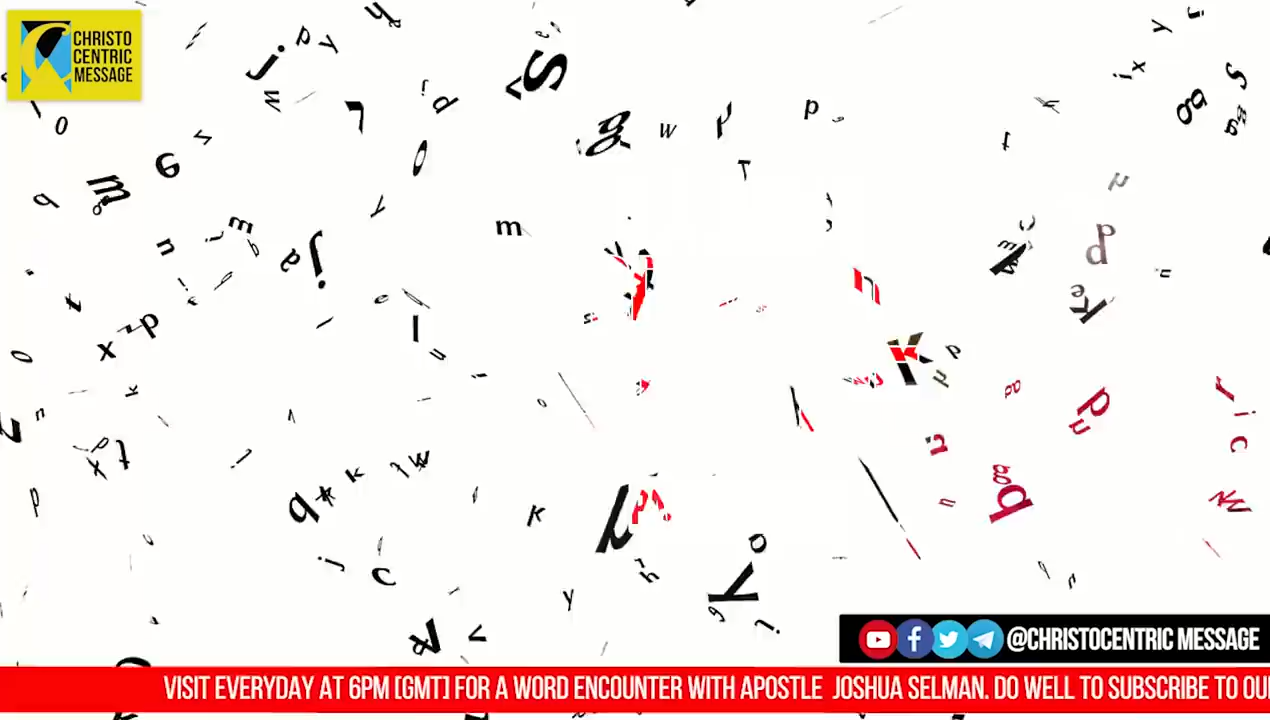 CHRISTO
CENTRIC
MESSAGE
@CHRISTOCENTRIC MESSAGE
VISIT EVERYDAY AT 6PM [GMT] FOR A WORD ENCOUNTER WITH APOSTLE JOSHUA SELMAN. DO WELL TO SUBSCRIBE TO